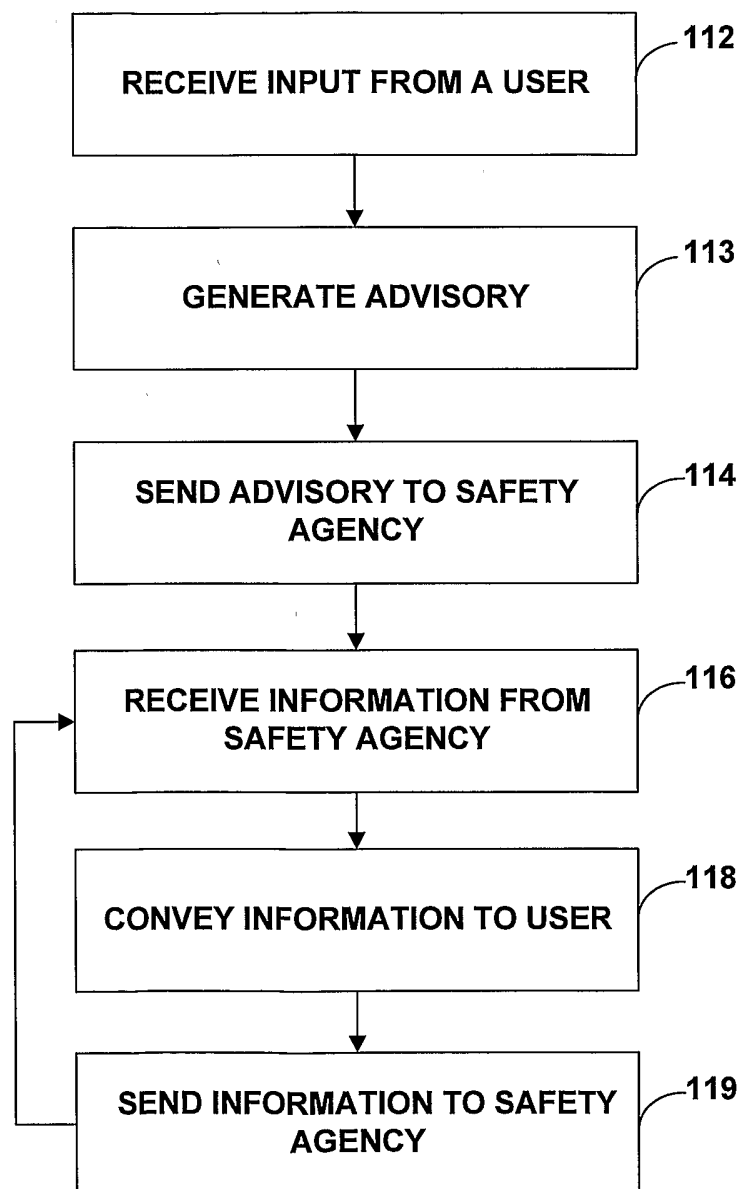 112
RECEIVE INPUT FROM A USER
113
GENERATE ADVISORY
114
SEND ADVISORY TO SAFETY
AGENCY
116
RECEIVE INFORMATION FROM
SAFETY AGENCY
118
CONVEY INFORMATION TO USER
119
SEND INFORMATION TO SAFETY
AGENCY